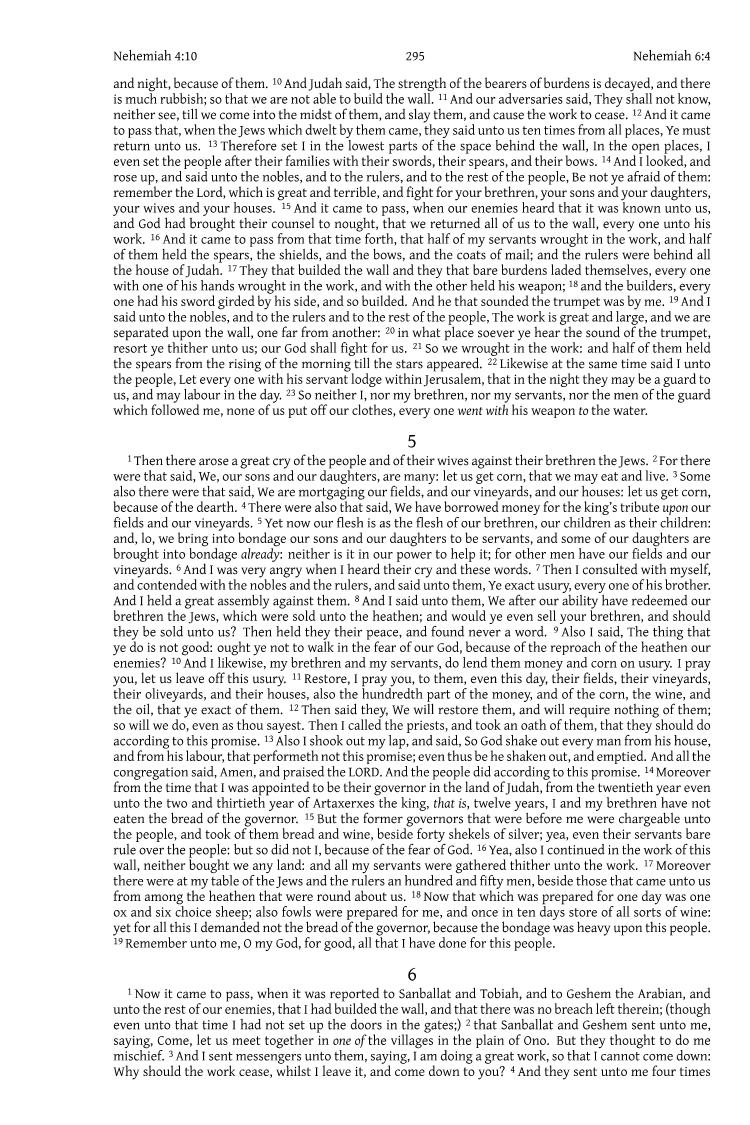 Nehemiah 4:10 295 Nehemiah 6:4
and night, because of them. 10 And Judah said, The strength of the bearers of burdens is decayed, and there
is much rubbish; so that we are not able to build the wall. 11 And our adversaries said, They shall not know,
neither see, till we come into the midst of them, and slay them, and cause the work to cease. 12 And it came
to pass that, when the Jews which dwelt by them came, they said unto us ten times from all places, Ye must
return unto us. 13 Therefore set I in the lowest parts of the space behind the wall, In the open places, I
even set the people after their families with their swords, their spears, and their bows. 14 And I looked, and
rose up, and said unto the nobles, and to the rulers, and to the rest of the people, Be not ye afraid of them:
remember the Lord, which is great and terrible, and fight for your brethren, your sons and your daughters,
your wives and your houses. 15 And it came to pass, when our enemies heard that it was known unto us,
and God had brought their counsel to nought, that we returned all of us to the wall, every one unto his
work. 16 And it came to pass from that time forth, that half of my servants wrought in the work, and half
of them held the spears, the shields, and the bows, and the coats of mail; and the rulers were behind all
the house of Judah. 17 They that builded the wall and they that bare burdens laded themselves, every one
with one of his hands wrought in the work, and with the other held his weapon; 18 and the builders, every
one had his sword girded by his side, and so builded. And he that sounded the trumpet was by me. 19 And I
said unto the nobles, and to the rulers and to the rest of the people, The work is great and large, and we are
separated upon the wall, one far from another: 20 in what place soever ye hear the sound of the trumpet,
resort ye thither unto us; our God shall fight for us. 21 So we wrought in the work: and half of them held
the spears from the rising of the morning till the stars appeared. 22 Likewise at the same time said I unto
the people, Let every one with his servant lodge within Jerusalem, that in the night they may be a guard to
us, and may labour in the day. 23 So neither I, nor my brethren, nor my servants, nor the men of the guard
which followed me, none of us put off our clothes, every one went with his weapon to the water.
5
1 Then there arose a great cry of the people and of their wives against their brethren the Jews. 2 For there
were that said, We, our sons and our daughters, are many: let us get corn, that we may eat and live. 3 Some
also there were that said, We are mortgaging our fields, and our vineyards, and our houses: let us get corn,
because of the dearth. 4 There were also that said, We have borrowed money for the king's tribute upon our
fields and our vineyards. 5 Yet now our flesh is as the flesh of our brethren, our children as their children:
and, lo, we bring into bondage our sons and our daughters to be servants, and some of our daughters are
brought into bondage already: neither is it in our power to help it; for other men have our fields and our
vineyards. 6 And I was very angry when I heard their cry and these words. 7 Then I consulted with myself,
and contended with the nobles and the rulers, and said unto them, Ye exact usury, every one of his brother.
And I held a great assembly against them. 8 And I said unto them, We after our ability have redeemed our
brethren the Jews, which were sold unto the heathen; and would ye even sell your brethren, and should
they be sold unto us? Then held they their peace, and found never a word. 9 Also I said, The thing that
ye do is not good: ought ye not to walk in the fear of our God, because of the reproach of the heathen our
enemies? 10 And I likewise, my brethren and my servants, do lend them money and corn on usury. I pray
you, let us leave off this usury. 11 Restore, I pray you, to them, even this day, their fields, their vineyards,
their oliveyards, and their houses, also the hundredth part of the money, and of the corn, the wine, and
the oil, that ye exact of them. 12 Then said they, We will restore them, and will require nothing of them;
so will we do, even as thou sayest. Then I called the priests, and took an oath of them, that they should do
according to this promise. 13 Also I shook out my lap, and said, So God shake out every man from his house,
and from his labour, that performeth not this promise; even thus be he shaken out, and emptied. And all the
congregation said, Amen, and praised the LORD. And the people did according to this promise. 14 Moreover
from the time that I was appointed to be their governor in the land of Judah, from the twentieth year even
unto the two and thirtieth year of Artaxerxes the king, that is, twelve years, I and my brethren have not
eaten the bread of the governor. 15 But the former governors that were before me were chargeable unto
the people, and took of them bread and wine, beside forty shekels of silver; yea, even their servants bare
rule over the people: but so did not I, because of the fear of God. 16 Yea, also I continued in the work of this
wall, neither bought we any land: and all my servants were gathered thither unto the work. 17 Moreover
there were at my table of the Jews and the rulers an hundred and fifty men, beside those that came unto us
from among the heathen that were round about us. 18 Now that which was prepared for one day was one
ox and six choice sheep; also fowls were prepared for me, and once in ten days store of all sorts of wine:
yet for all this I demanded not the bread of the governor, because the bondage was heavy upon this people.
19 Remember unto me, O my God, for good, all that I have done for this people.
6
1 Now it came to pass, when it was reported to Sanballat and Tobiah, and to Geshem the Arabian, and
unto the rest of our enemies, that I had builded the wall, and that there was no breach left therein; (though
even unto that time I had not set up the doors in the gates;) 2 that Sanballat and Geshem sent unto me,
saying, Come, let us meet together in one of the villages in the plain of Ono. But they thought to do me
mischief. 3 And I sent messengers unto them, saying, I am doing a great work, so that I cannot come down:
Why should the work cease, whilst I leave it, and come down to you? 4 And they sent unto me four times